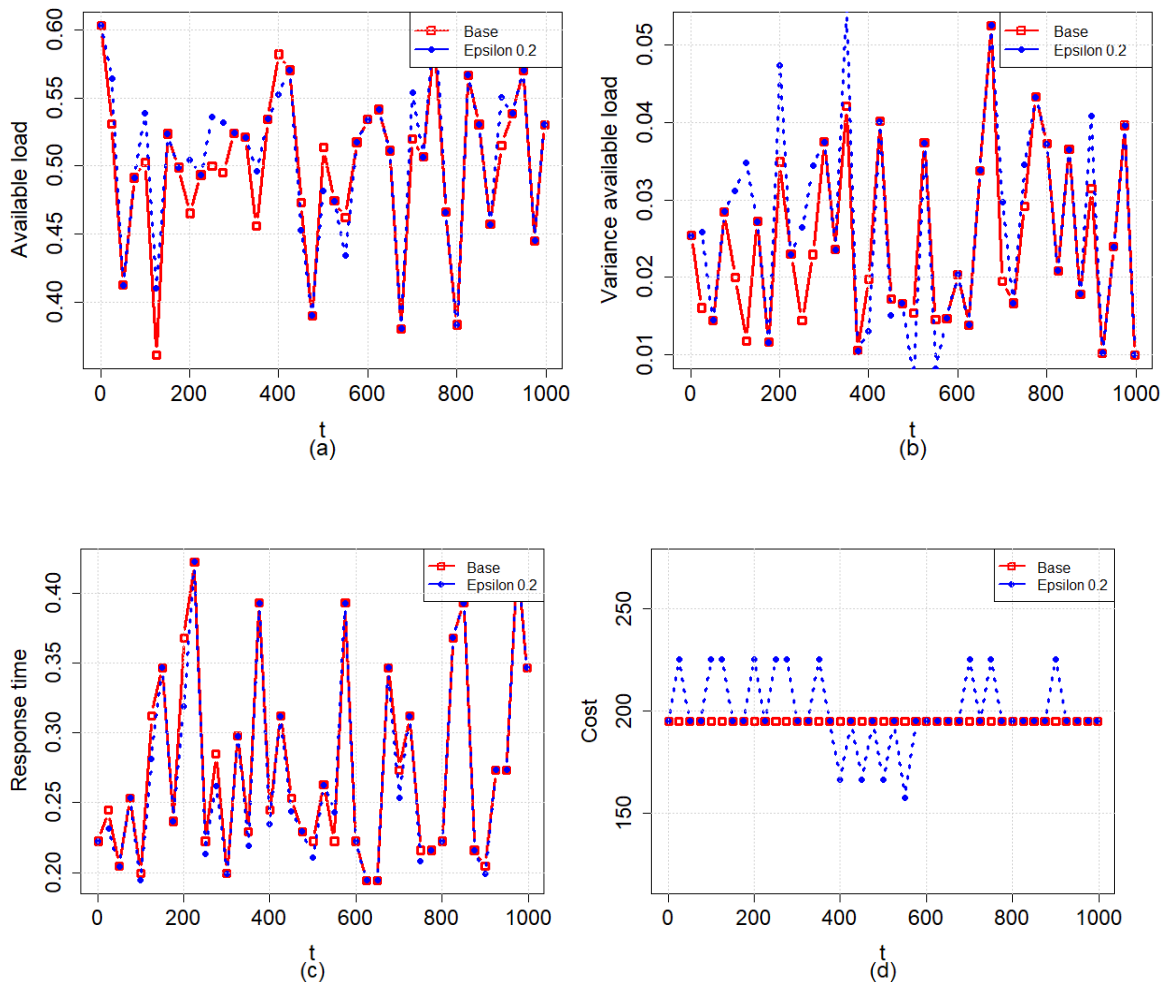 Available load
0.60
0.55
0.50
0.45
0.40
Base
Epsilon 0.2
0 200 400 600 800 1000
t
(a)
Variance available load
0.05
0.04
0.03
0.02
0.01
Base
Epsilon 0.2
0 200 400 600 800 1000
t
(b)
Response time
0.40
0.35
0.30
0.25
0.20
Base
Epsilon 0.2
0 200 400 600 800 1000
t
(c)
Cost
250
200
150
Base
Epsilon 0.2
0 200 400 600 800 1000
t
(d)